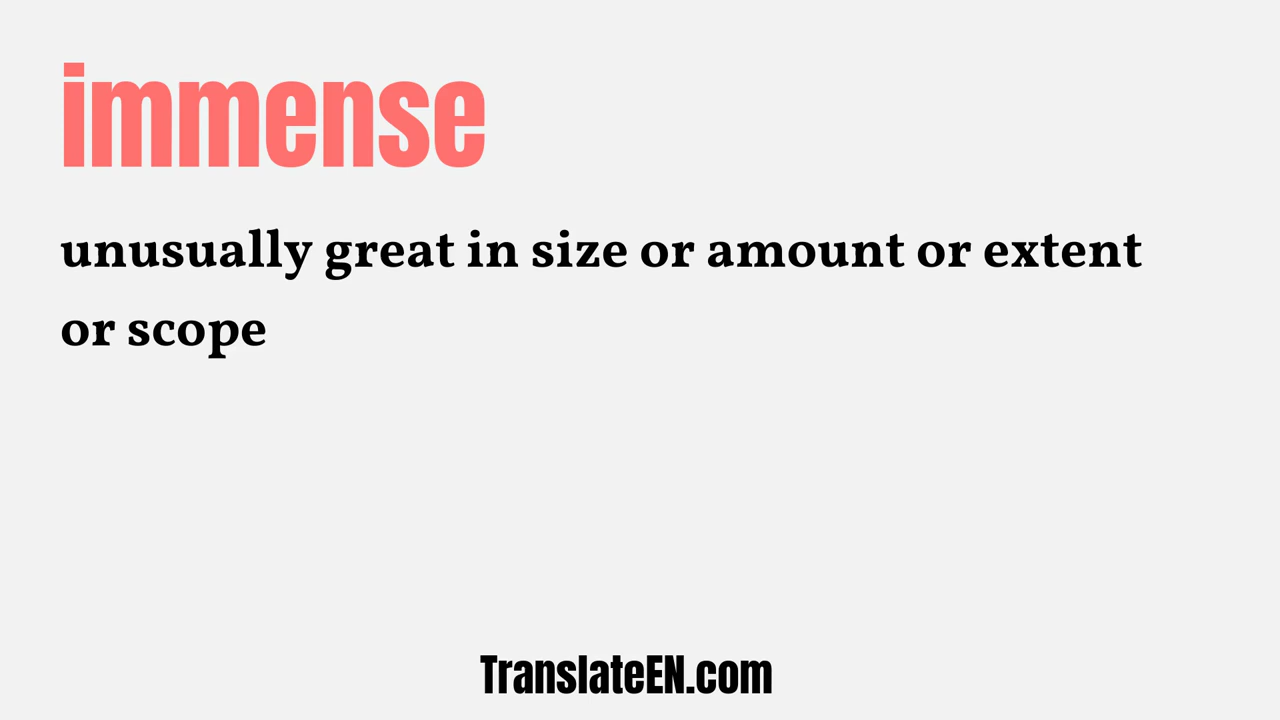 immense
unusually great in size or amount or extent
or scope
TranslateEN.com